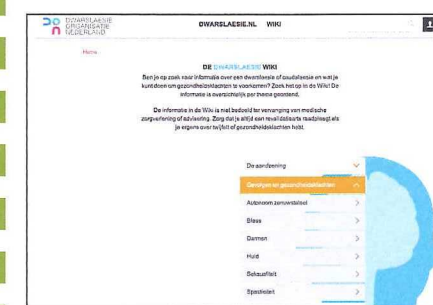 DWARSLAESIE
ORGANISATIE
NEDERLAND
DWARSLAESIE.NL WIKI
Home
DE DWARSLAESIE WIKI
Ben je op zoek naar informatie over een dwarslaesie of caudalaesie en wat je
kunt doen om gezondheidsklachten te voorkomen? Zoek het op in de Wiki! De
informatie is overzichtelijk per thema geordend.
De informatie in de Wiki is niet bedoeld ter vervanging van medische
zorgverlening of advisering. Zorg dat je altijd een revalidatiearts raadpleegt als
je ergens over twijfelt of gezondheidsklachten hebt.
De aandoening
Gevolgen en gezondheidsklachten
Autonoom zenuwstelsel
Blaas
Darmen
Huid
Seksualiteit
Spasticiteit